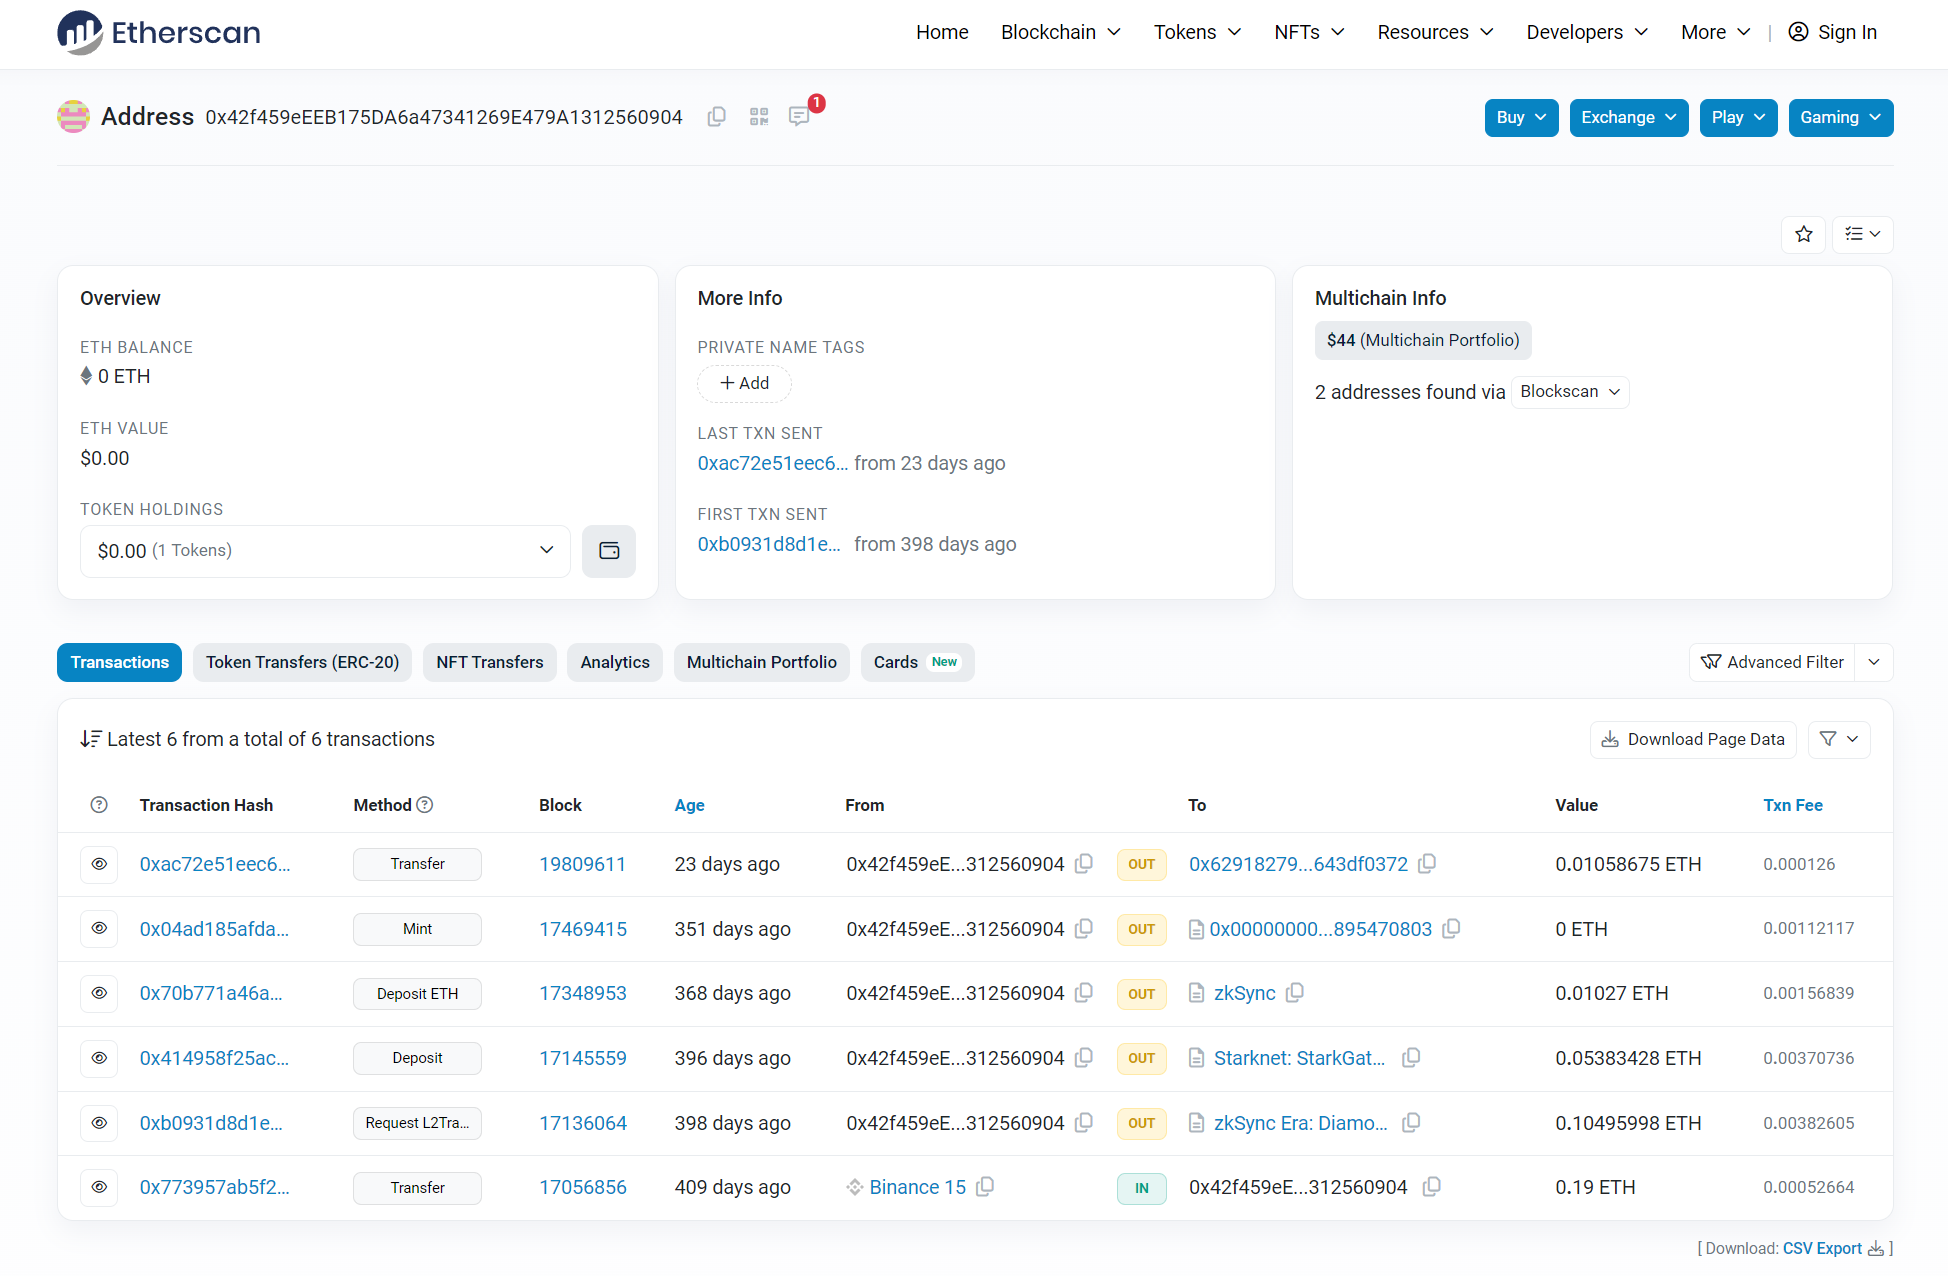 Etherscan
Home Blockchain Tokens NFTs Resources Developers More | Sign In
Address 0x42f459eEEB175DA6a47341269E479A1312560904 1
Buy Exchange Play Gaming
Overview
ETH BALANCE
0 ETH
ETH VALUE
$0.00
TOKEN HOLDINGS
$0.00 (1 Tokens)
More Info
PRIVATE NAME TAGS
+ Add
LAST TXN SENT
0xac72e51eec6... from 23 days ago
FIRST TXN SENT
0xb0931d8d1e... from 398 days ago
Multichain Info
$44 (Multichain Portfolio)
2 addresses found via Blockscan
Transactions Token Transfers (ERC-20) NFT Transfers Analytics Multichain Portfolio Cards New
Advanced Filter
Latest 6 from a total of 6 transactions
Download Page Data
Transaction Hash Method Block Age From To Value Txn Fee
0xac72e51eec6... Transfer 19809611 23 days ago 0x42f459eE...312560904 OUT 0x62918279...643df0372 0.01058675 ETH 0.000126
0x04ad185afda... Mint 17469415 351 days ago 0x42f459eE...312560904 OUT 0x00000000...895470803 0 ETH 0.00112117
0x70b771a46a... Deposit ETH 17348953 368 days ago 0x42f459eE...312560904 OUT zkSync 0.01027 ETH 0.00156839
0x414958f25ac... Deposit 17145559 396 days ago 0x42f459eE...312560904 OUT Starknet: StarkGat... 0.05383428 ETH 0.00370736
0xb0931d8d1e... Request L2Tra... 17136064 398 days ago 0x42f459eE...312560904 OUT zkSync Era: Diamo... 0.10495998 ETH 0.00382605
0x773957ab5f2... Transfer 17056856 409 days ago Binance 15 IN 0x42f459eE...312560904 0.19 ETH 0.00052664
[ Download: CSV Export ]